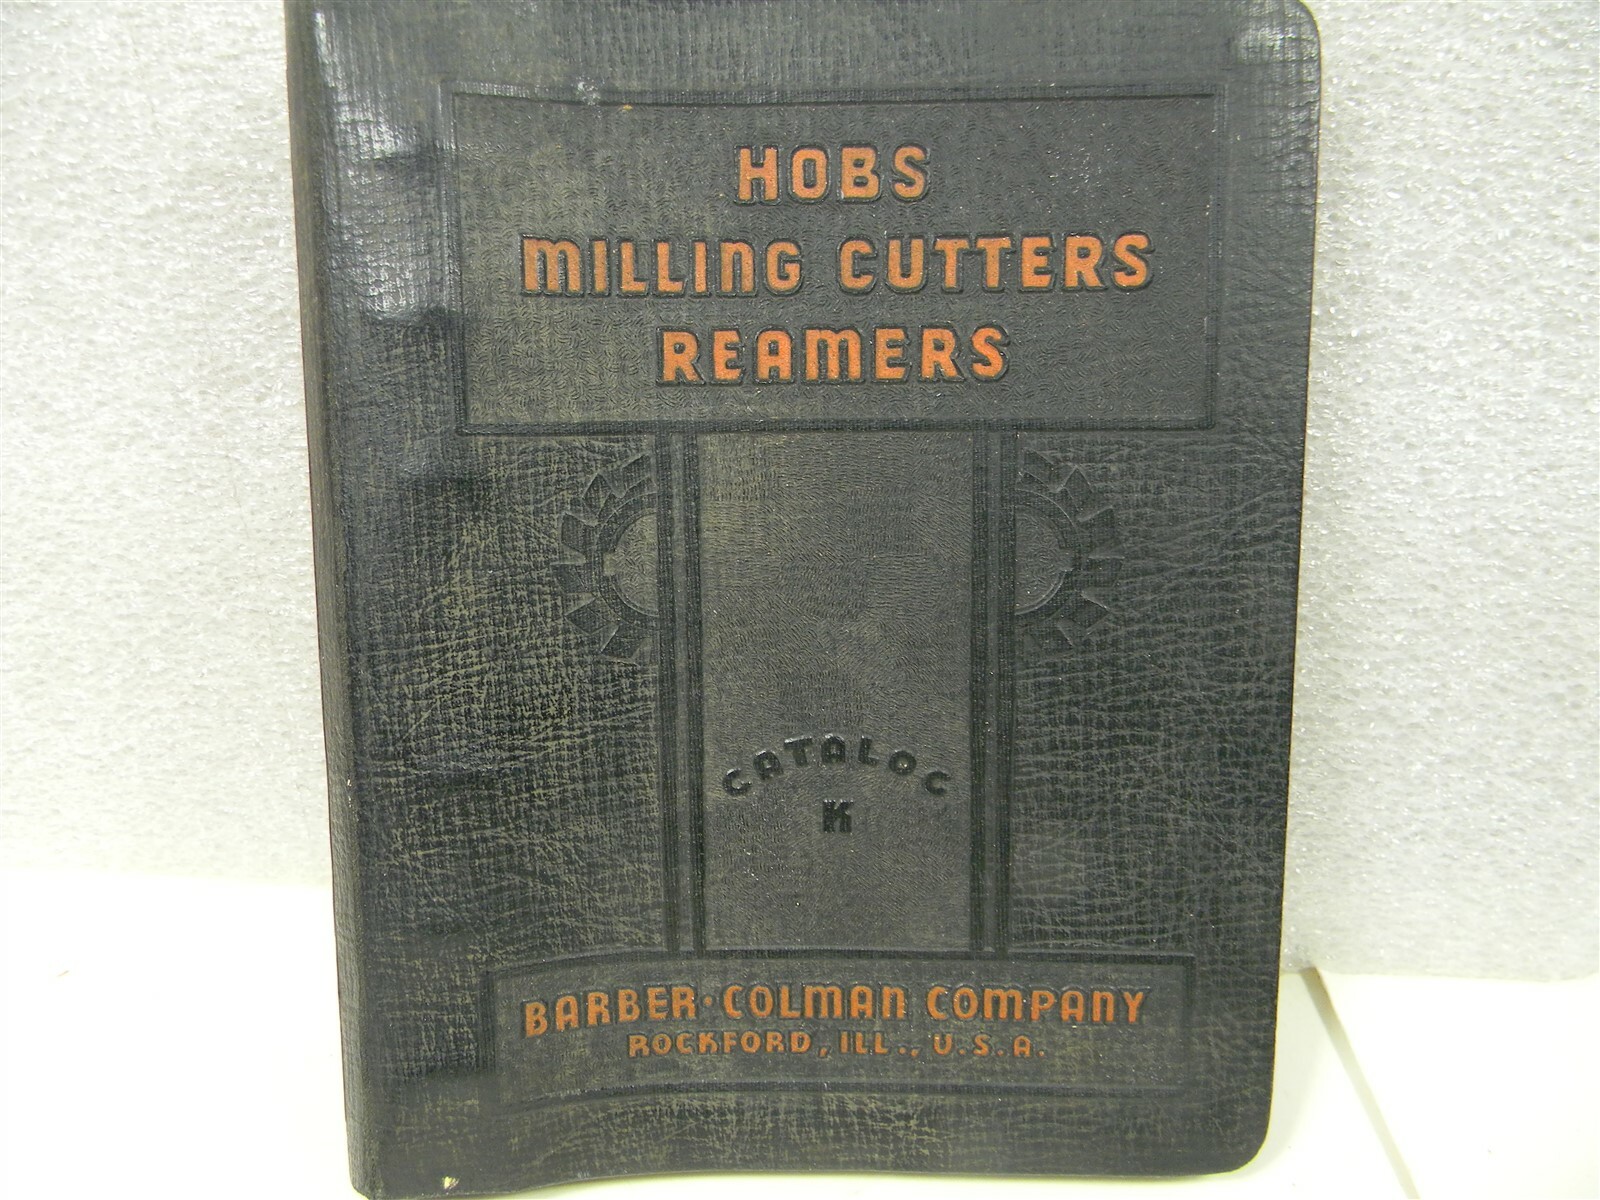 HOBS
MILLING CUTTERS
REAMERS
CATALOG
K
BARBER·COLMAN COMPANY
ROCKFORD, ILL., U.S.A.